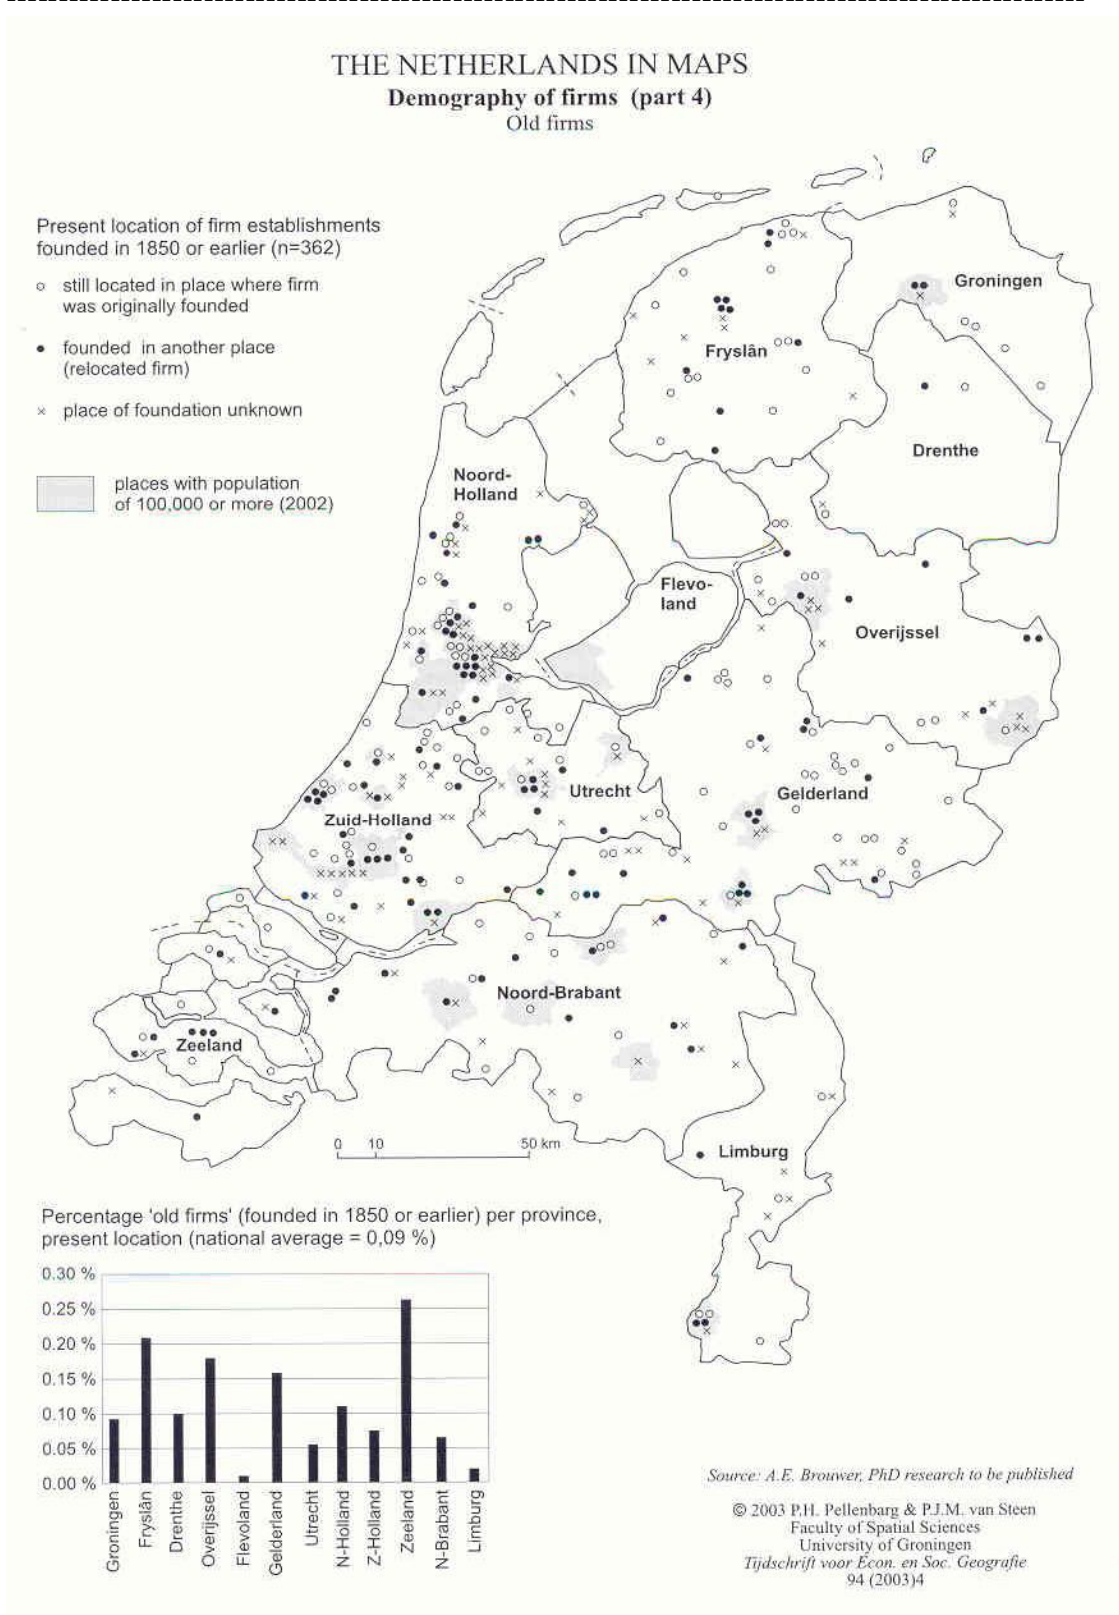 THE NETHERLANDS IN MAPS
Demography of firms (part 4)
Old firms
Present location of firm establishments
founded in 1850 or earlier (n=362)
still located in place where firm
was originally founded
founded in another place
(relocated firm)
place of foundation unknown
places with population
of 100,000 or more (2002)
Groningen
Fryslân
Drenthe
Noord-
Holland
Flevo-
land
Overijssel
Utrecht
Gelderland
Zuid-Holland
Noord-Brabant
Zeeland
Limburg
0 10 50 km
Percentage 'old firms' (founded in 1850 or earlier) per province,
present location (national average = 0,09 %)
0.30 %
0.25 %
0.20 %
0.15 %
0.10 %
0.05 %
0.00 %
Groningen
Fryslân
Drenthe
Overijssel
Flevoland
Gelderland
Utrecht
N-Holland
Z-Holland
Zeeland
N-Brabant
Limburg
Source: A.E. Brouwer, PhD research to be published
© 2003 P.H. Pellenbarg & P.J.M. van Steen
Faculty of Spatial Sciences
University of Groningen
Tijdschrift voor Econ. en Soc. Geografie
94 (2003)4